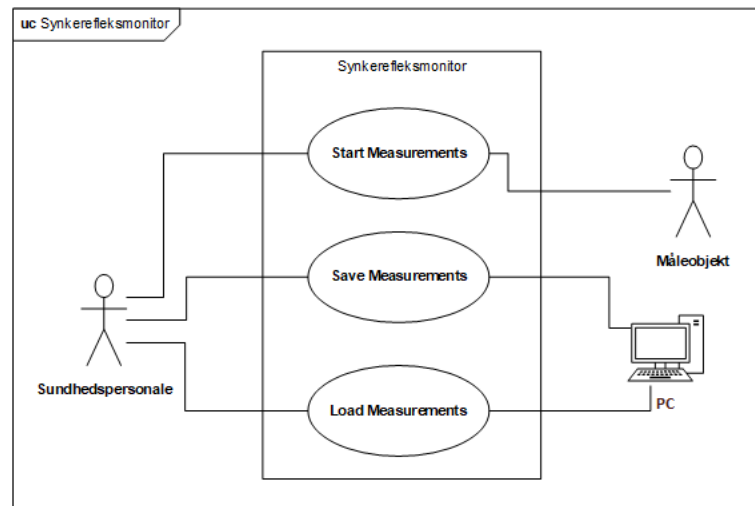 uc Synkerefleksmonitor
Synkerefleksmonitor
Start Measurements
Måleobjekt
Save Measurements
Sundhedspersonale
PC
Load Measurements